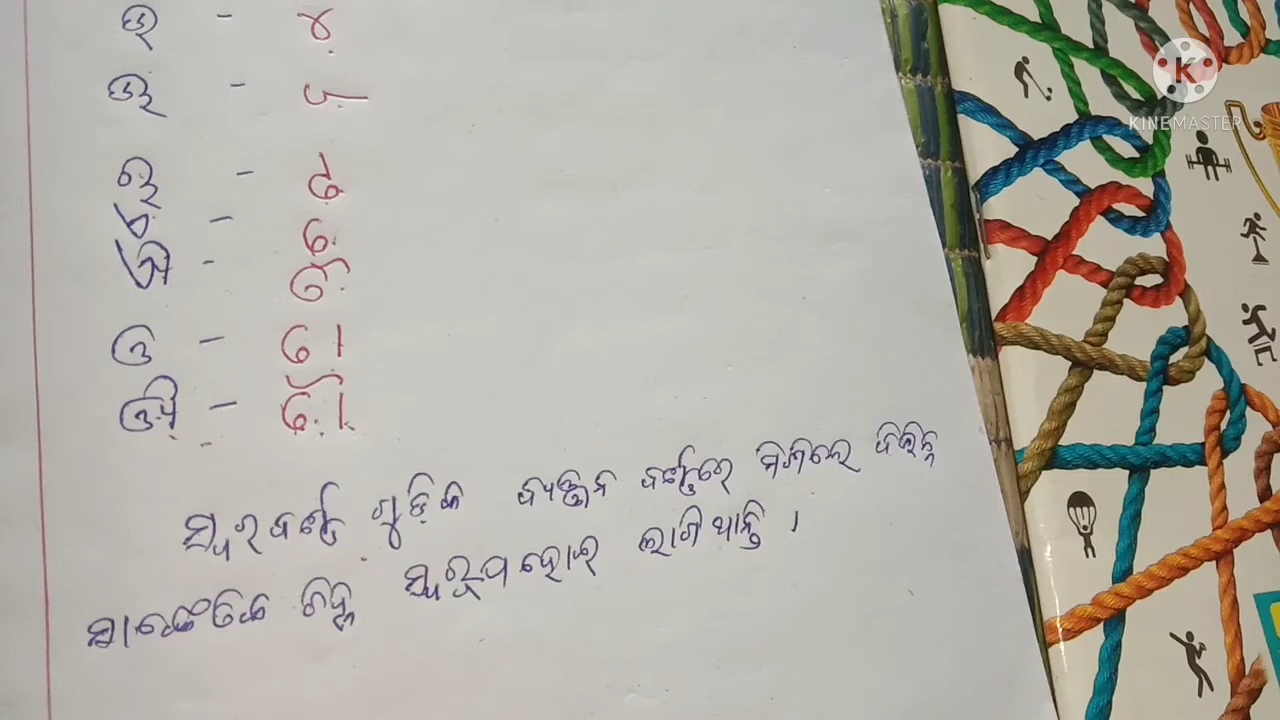 ଉ - ୁ
ଊ - ୂ
ଋ - ୃ
ଏ - େ
ଐ - ୈ
ଓ - ୋ
ଔ - ୌ
ସ୍ୱରବର୍ଣ୍ଣ ଗୁଡ଼ିକ ବ୍ୟଞ୍ଜନ ବର୍ଣ୍ଣରେ ମିଶିଲେ ବିଭିନ୍ନ
ସାଙ୍କେତିକ ଚିହ୍ନ ସ୍ୱରୂପ ହୋଇ ଲାଗିଥାନ୍ତି ।
KINEMASTER